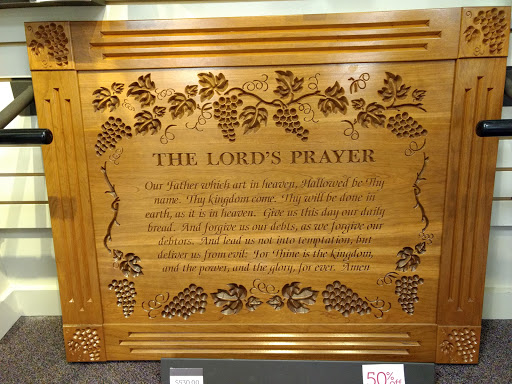 THE LORD'S PRAYER
Our Father which art in heaven, Hallowed be Thy
name. Thy kingdom come. Thy will be done in
earth, as it is in heaven. Give us this day our daily
bread. And forgive us our debts, as we forgive our
debtors. And lead us not into temptation, but
deliver us from evil: For Thine is the kingdom,
and the power, and the glory, for ever. Amen
50% off